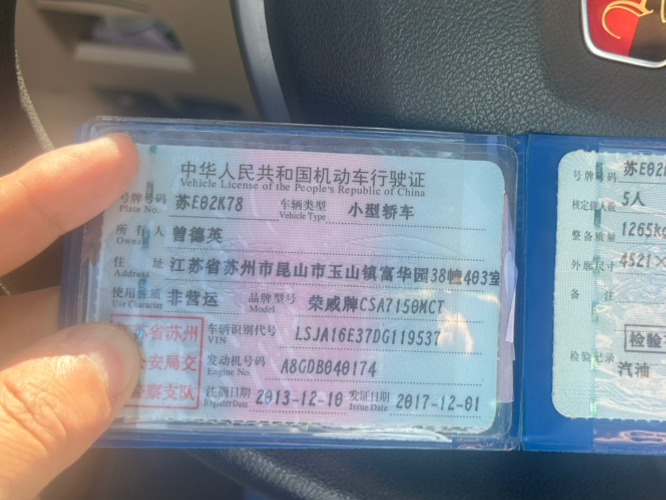 中华人民共和国机动车行驶证
Vehicle License of the People's Republic of China
号牌号码 苏E02K78 车辆类型 小型轿车
Plate No. Vehicle Type
所有人 曾德英
Owner
住址 江苏省苏州市昆山市玉山镇富华园38幢403室
Address
使用性质 非营运 品牌型号 荣威牌CSA7150MCT
Use Character Model
车辆识别代号 LSJA16E37DG119537
VIN
发动机号码 A8GDB040174
Engine No.
注册日期 2013-12-10 发证日期 2017-12-01
Register Date Issue Date
江苏省苏州
公安局交
警察支队
号牌号码 苏E02
核定载人数 5人
整备质量 1265kg
外廓尺寸 4521×
备注
检验
检验记录
汽油